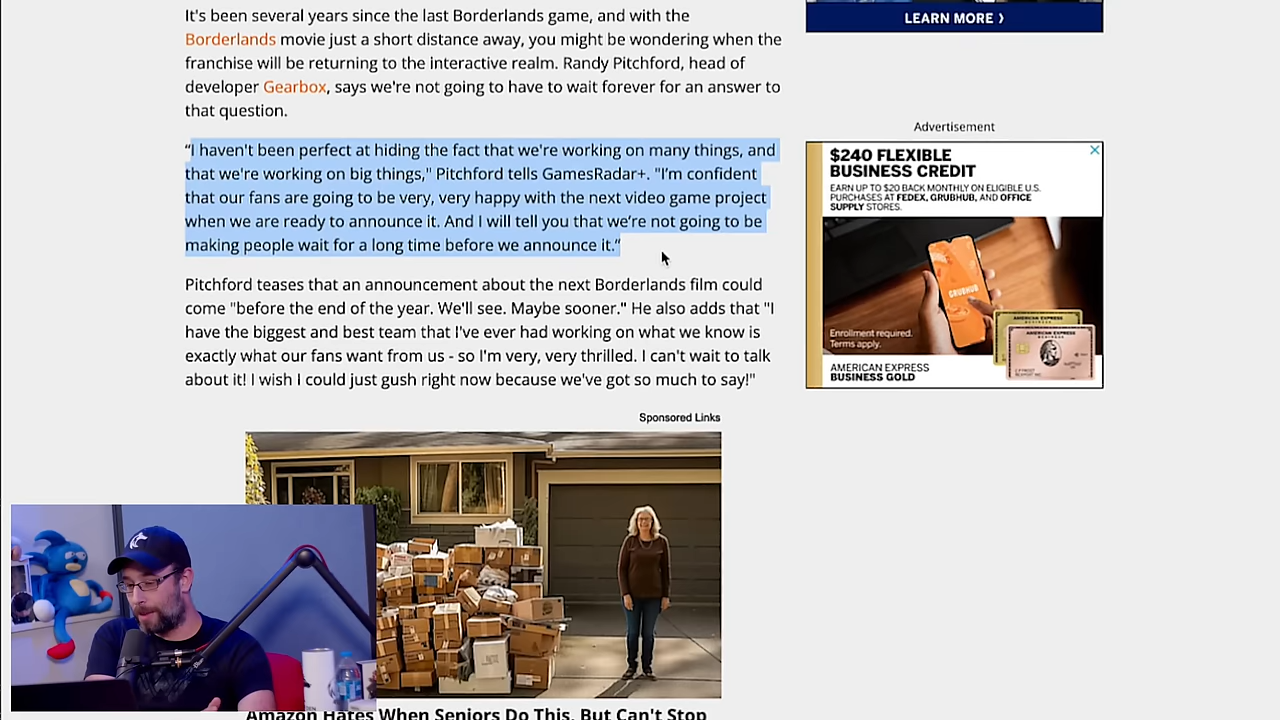 It's been several years since the last Borderlands game, and with the
Borderlands movie just a short distance away, you might be wondering when the
franchise will be returning to the interactive realm. Randy Pitchford, head of
developer Gearbox, says we're not going to have to wait forever for an answer to
that question.
“I haven't been perfect at hiding the fact that we're working on many things, and
that we're working on big things," Pitchford tells GamesRadar+. "I’m confident
that our fans are going to be very, very happy with the next video game project
when we are ready to announce it. And I will tell you that we’re not going to be
making people wait for a long time before we announce it.”
Pitchford teases that an announcement about the next Borderlands film could
come "before the end of the year. We'll see. Maybe sooner." He also adds that "I
have the biggest and best team that I've ever had working on what we know is
exactly what our fans want from us - so I'm very, very thrilled. I can't wait to talk
about it! I wish I could just gush right now because we've got so much to say!"
Sponsored Links
Amazon Hates When Seniors Do This, But Can't Stop
LEARN MORE ⟩
Advertisement
$240 FLEXIBLE
BUSINESS CREDIT
EARN UP TO $20 BACK MONTHLY ON ELIGIBLE U.S.
PURCHASES AT FEDEX, GRUBHUB, AND OFFICE
SUPPLY STORES.
GRUBHUB
Enrollment required.
Terms apply.
AMERICAN EXPRESS
BUSINESS GOLD